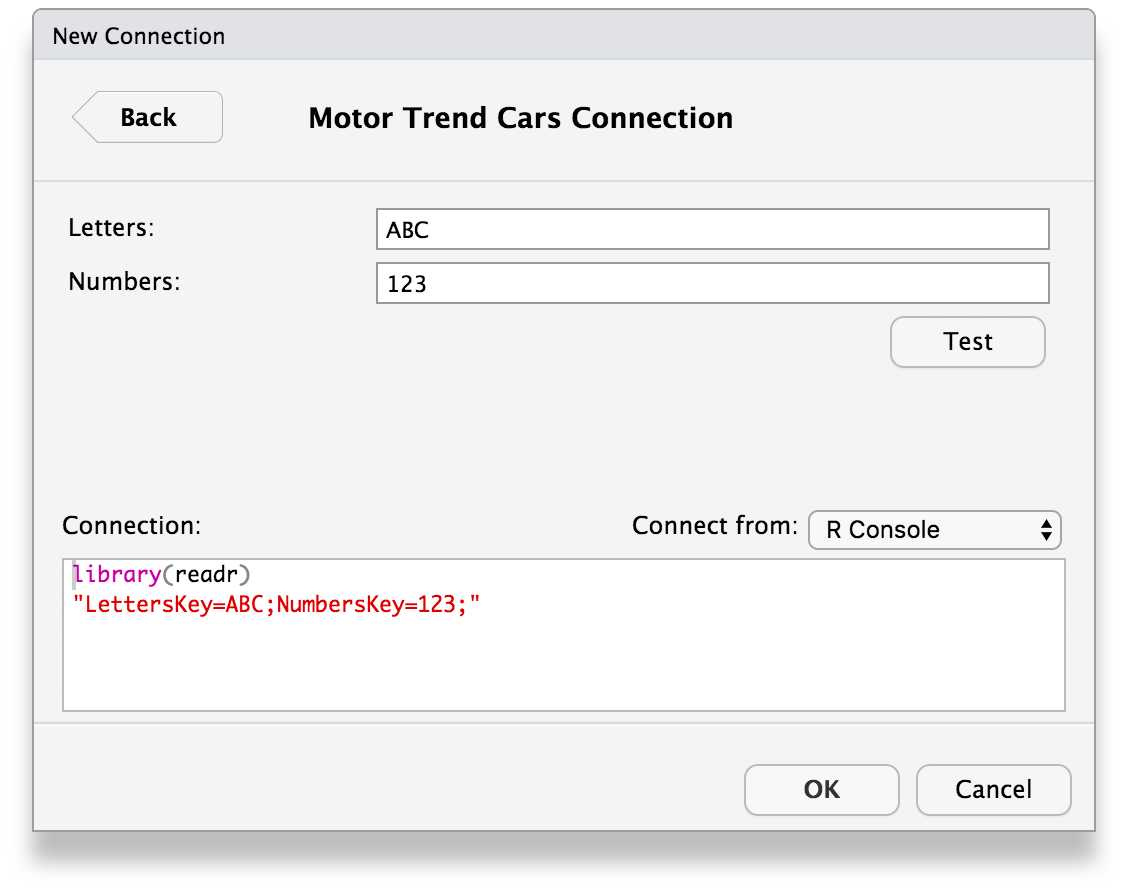 New Connection
Back
Motor Trend Cars Connection
Letters:
ABC
Numbers:
123
Test
Connection:
Connect from:
R Console
library(readr)
"LettersKey=ABC;NumbersKey=123;"
OK
Cancel